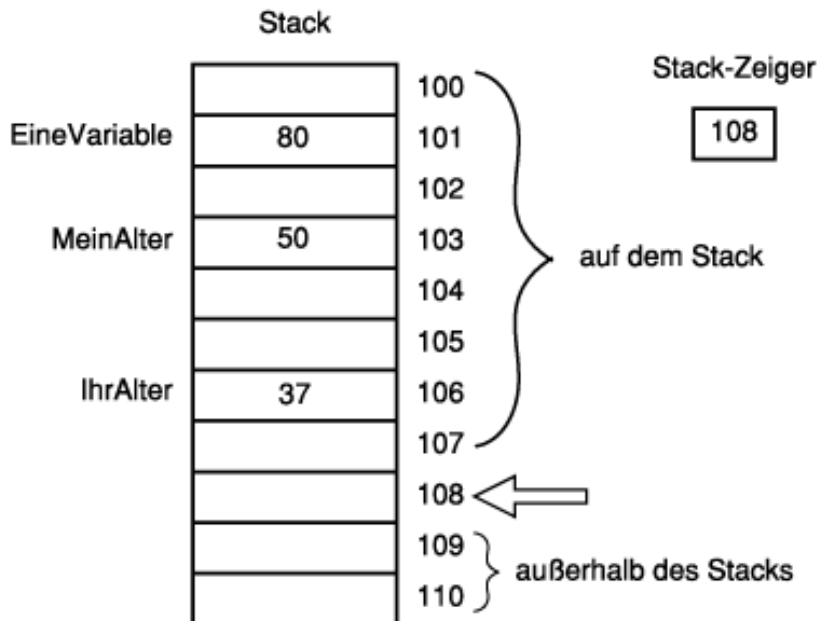 Stack
Stack-Zeiger
100
108
EineVariable 80 101
102
MeinAlter 50 103
auf dem Stack
104
105
IhrAlter 37 106
107
108
109
außerhalb des Stacks
110